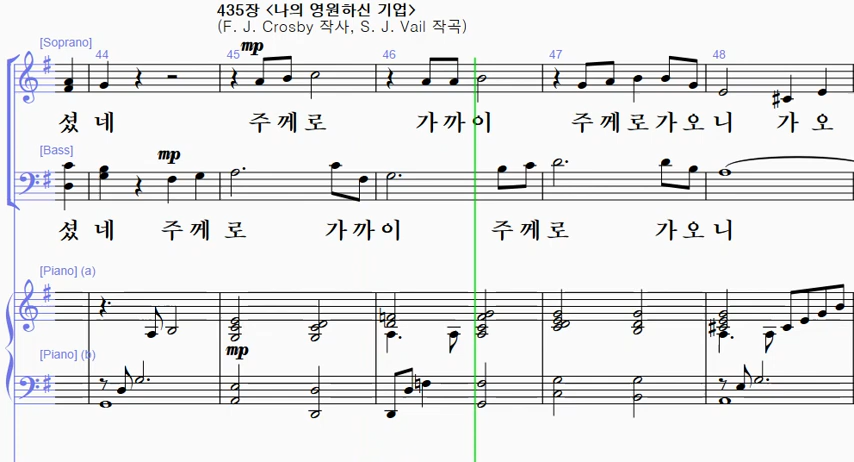 435장 <나의 영원하신 기업>
(F. J. Crosby 작사, S. J. Vail 작곡)
[Soprano]
44 45 46 47 48
mp
셨 네 주 께 로 가 까 이 주 께 로 가 오 니 가 오
[Bass]
mp
셨 네 주 께 로 가 까 이 주 께 로 가 오 니
[Piano] (a)
mp
[Piano] (b)